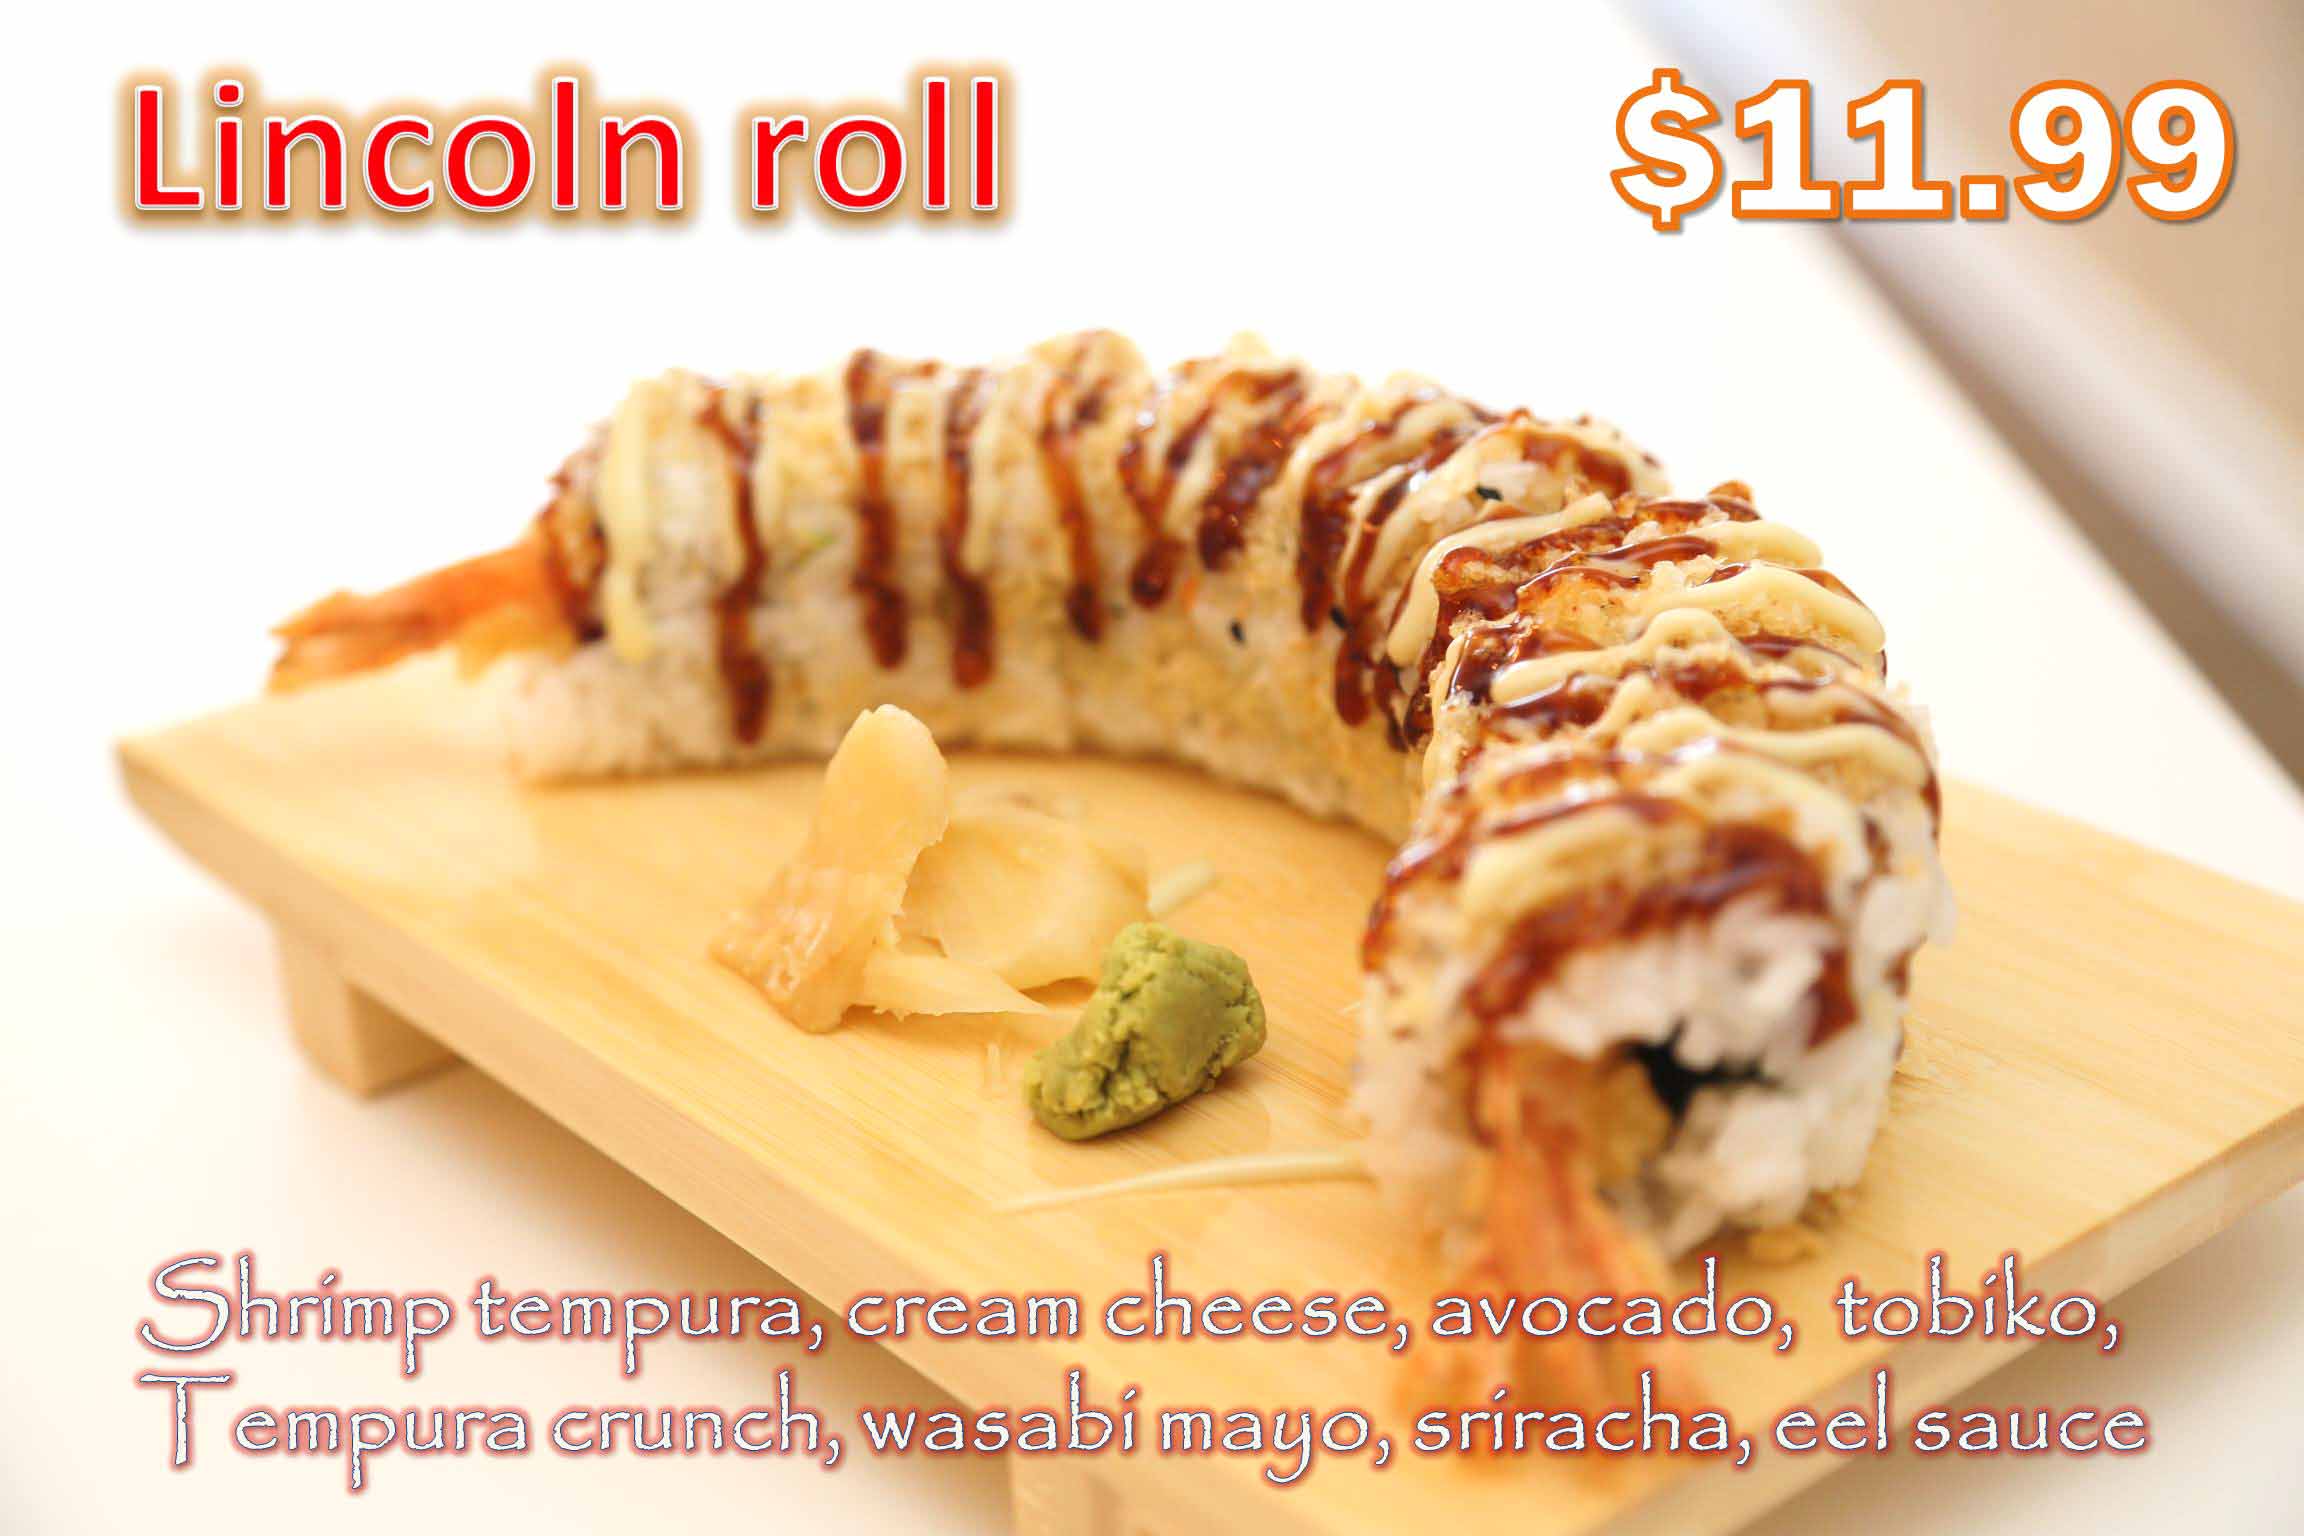 Lincoln roll
$11.99
Shrimp tempura, cream cheese, avocado, tobiko,
Tempura crunch, wasabi mayo, sriracha, eel sauce